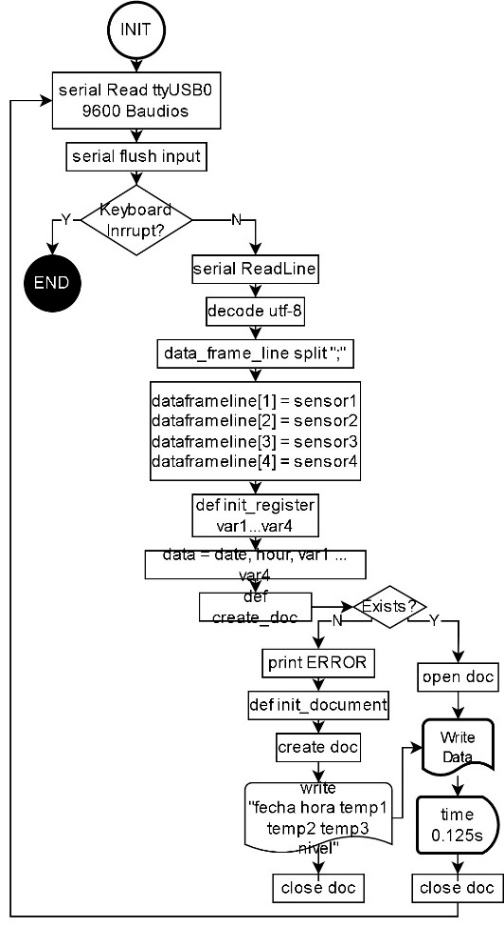 INIT
serial Read ttyUSB0
9600 Baudios
serial flush input
Keyboard
Inrrupt?
Y
N
END
serial ReadLine
decode utf-8
data_frame_line split ";"
dataframeline[1] = sensor1
dataframeline[2] = sensor2
dataframeline[3] = sensor3
dataframeline[4] = sensor4
def init_register
var1...var4
data = date, hour, var1 ...
var4
def
create_doc
Exists?
N
Y
print ERROR
open doc
def init_document
create doc
Write
Data
write
"fecha hora temp1
temp2 temp3
nivel"
time
0.125s
close doc
close doc